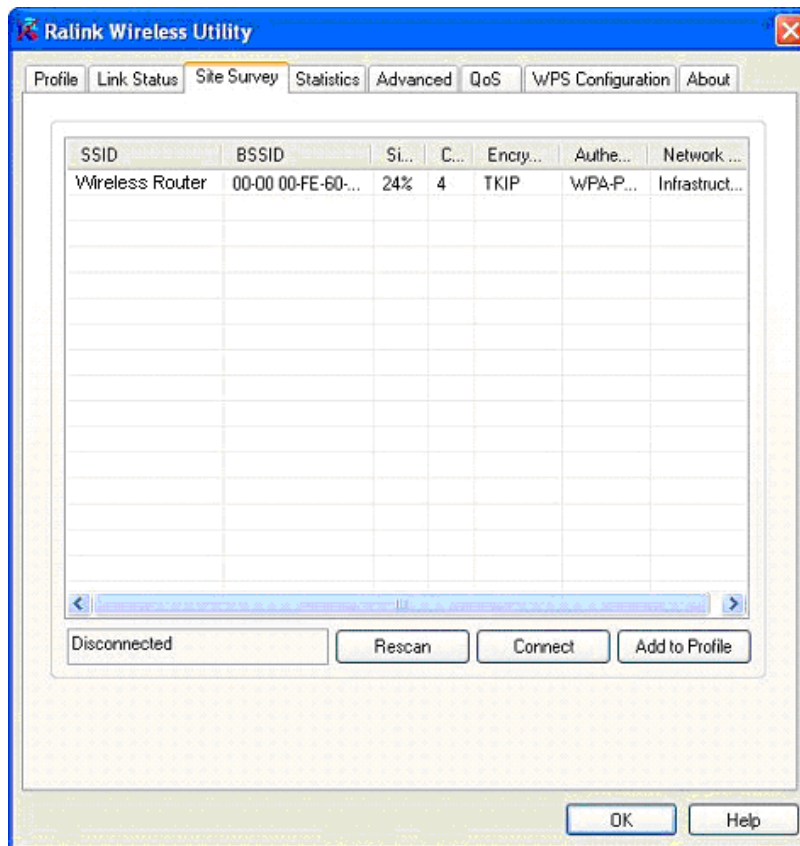 Ralink Wireless Utility
Profile Link Status Site Survey Statistics Advanced QoS WPS Configuration About
SSID BSSID Si... C... Encry... Authe... Network ...
Wireless Router 00-00 00-FE-60-... 24% 4 TKIP WPA-P... Infrastruct...
Disconnected Rescan Connect Add to Profile
OK Help